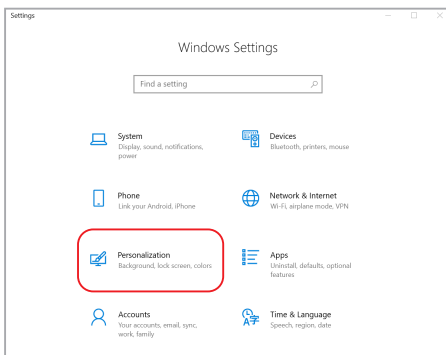 Settings
Windows Settings
Find a setting
System
Display, sound, notifications,
power
Devices
Bluetooth, printers, mouse
Phone
Link your Android, iPhone
Network & Internet
Wi-Fi, airplane mode, VPN
Personalization
Background, lock screen, colors
Apps
Uninstall, defaults, optional
features
Accounts
Your accounts, email, sync,
work, family
Time & Language
Speech, region, date